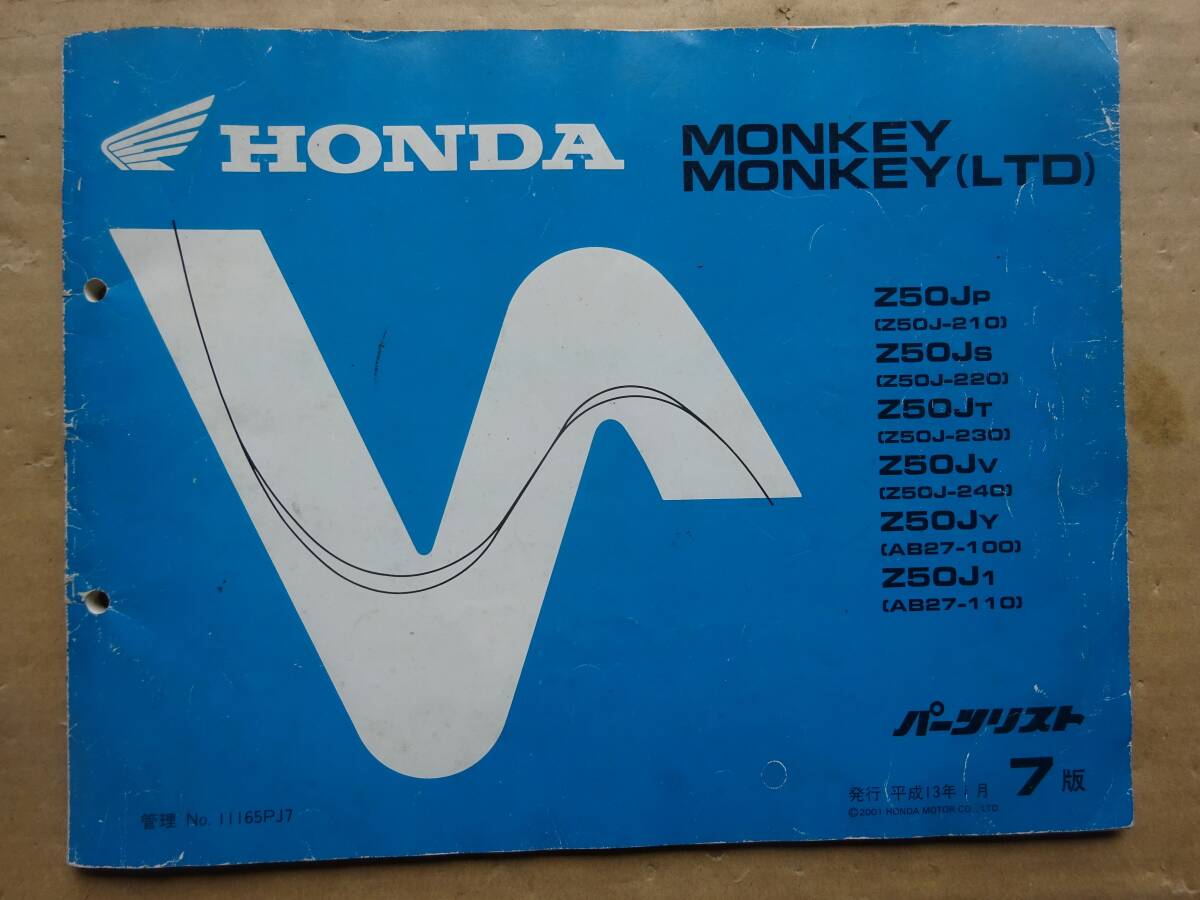 HONDA
MONKEY
MONKEY(LTD)
Z50JP
(Z50J-210)
Z50JS
(Z50J-220)
Z50JT
(Z50J-230)
Z50JV
(Z50J-240)
Z50JY
(AB27-100)
Z50J1
(AB27-110)
パーツリスト
発行 平成13年1月 7版
©2001 HONDA MOTOR CO., LTD.
管理 No. 11165PJ7